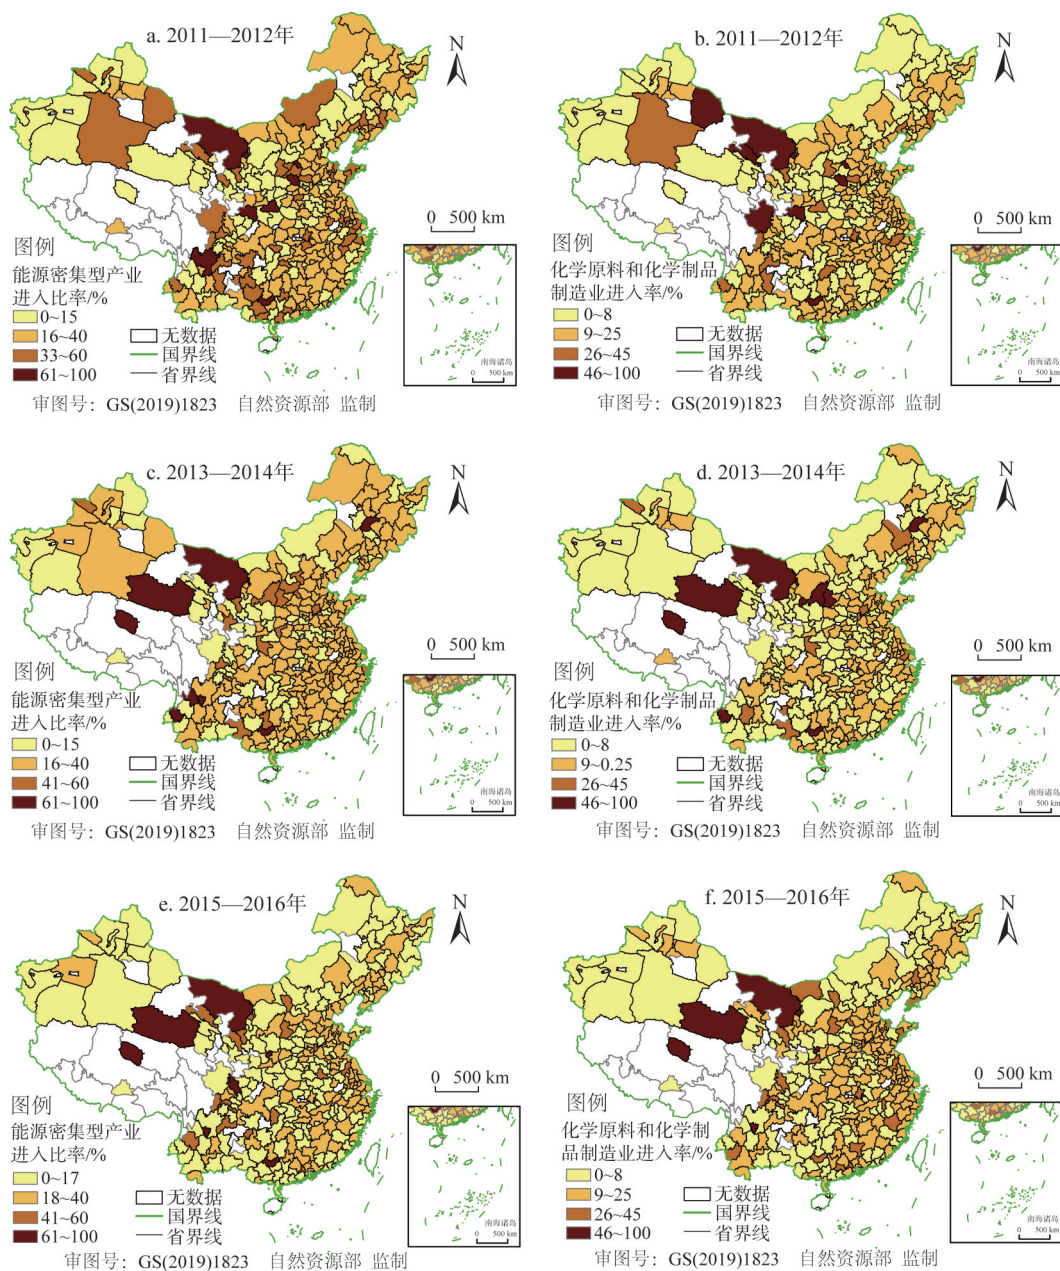 a. 2011—2012年
N
0 500 km
图例
能源密集型产业
进入比率/%
0~15
16~40
33~60
61~100
无数据
国界线
省界线
南海诸岛
0 500 km
审图号：GS(2019)1823 自然资源部 监制
b. 2011—2012年
N
0 500 km
图例
化学原料和化学制品
制造业进入率/%
0~8
9~25
26~45
46~100
无数据
国界线
省界线
南海诸岛
0 500 km
审图号：GS(2019)1823 自然资源部 监制
c. 2013—2014年
N
0 500 km
图例
能源密集型产业
进入比率/%
0~15
16~40
41~60
61~100
无数据
国界线
省界线
南海诸岛
0 500 km
审图号：GS(2019)1823 自然资源部 监制
d. 2013—2014年
N
0 500 km
图例
化学原料和化学制品
制造业进入率/%
0~8
9~0.25
26~45
46~100
无数据
国界线
省界线
南海诸岛
0 500 km
审图号：GS(2019)1823 自然资源部 监制
e. 2015—2016年
N
0 500 km
图例
能源密集型产业
进入比率/%
0~17
18~40
41~60
61~100
无数据
国界线
省界线
南海诸岛
0 500 km
审图号：GS(2019)1823 自然资源部 监制
f. 2015—2016年
N
0 500 km
图例
化学原料和化学制
品制造业进入率/%
0~8
9~25
26~45
46~100
无数据
国界线
省界线
南海诸岛
0 500 km
审图号：GS(2019)1823 自然资源部 监制